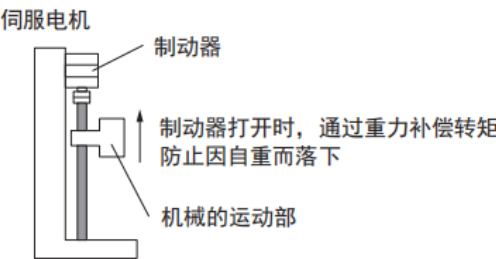 伺服电机
制动器
制动器打开时，通过重力补偿转矩
防止因自重而落下
机械的运动部